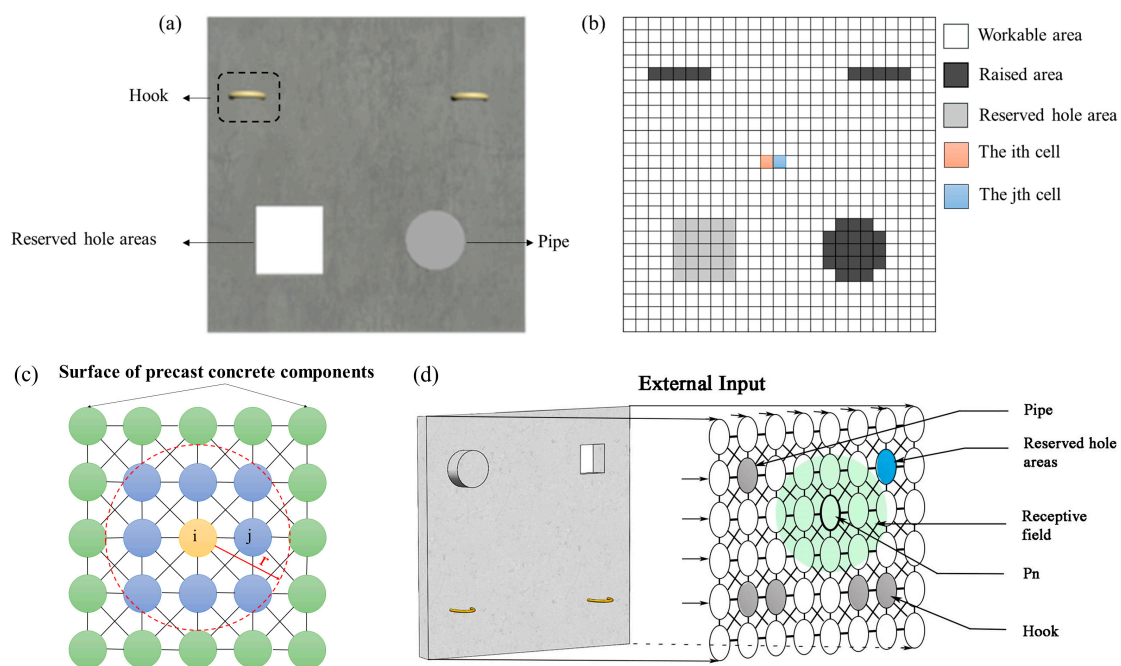 (a)
Hook
Reserved hole areas
Pipe
(b)
Workable area
Raised area
Reserved hole area
The ith cell
The jth cell
(c)
Surface of precast concrete components
i
j
r
(d)
External Input
Pipe
Reserved hole
areas
Receptive
field
Pn
Hook